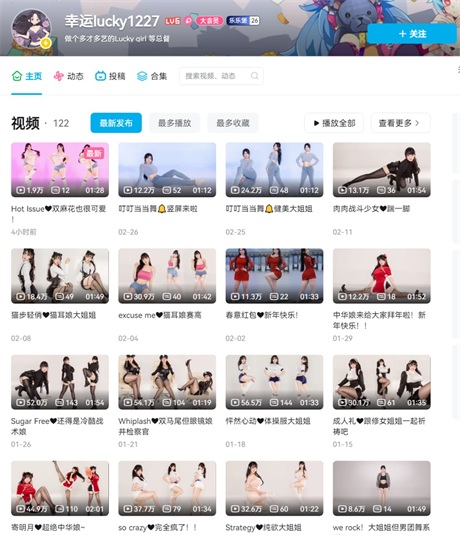 幸运lucky1227 LV6 大会员 乐乐墨 26
做个多才多艺的Lucky girl 等总督
+ 关注
主页 动态 投稿 合集 搜索视频、动态
视频 · 122 最新发布 最多播放 最多收藏 播放全部 查看更多 >
最新
1.9万 12 01:28
12.2万 52 01:12
24.2万 48 01:12
13.1万 36 01:54
Hot Issue❤双麻花也很可爱！
叮叮当当舞🔔竖屏来啦
叮叮当当舞🔔健美大姐姐
肉肉战斗少女❤踹一脚
4小时前
02-26
02-25
02-11
18.4万 49 01:49
30.9万 40 01:42
11.3万 22 01:33
12.2万 18 01:52
猫步轻俏❤猫耳娘大姐姐
excuse me❤猫耳娘赛高
春意红包❤新年快乐！
中华娘来给大家拜年啦！新年快乐！！
02-08
02-04
02-02
01-29
52.0万 143 01:54
54.1万 104 01:19
56.5万 144 01:33
30.1万 61 01:35
Sugar Free❤还得是冷酷战术娘
Whiplash❤双马尾但眼镜娘并检察官
怦然心动❤体操服大姐姐
成人礼❤跟修女姐姐一起祈祷吧
01-26
01-21
01-18
01-15
44.9万 110 02:01
37.7万 79 01:34
32.6万 71 01:34
8.6万 14 01:49
寄明月❤超绝中华娘~
so crazy❤完全疯了！！
Strategy❤纯欲大姐姐
we rock！大姐姐但男团舞系